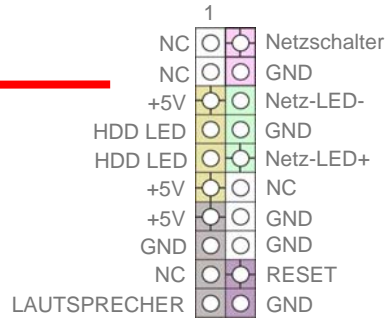 1
NC Netzschalter
NC GND
+5V Netz-LED-
HDD LED GND
HDD LED Netz-LED+
+5V NC
+5V GND
GND GND
NC RESET
LAUTSPRECHER GND